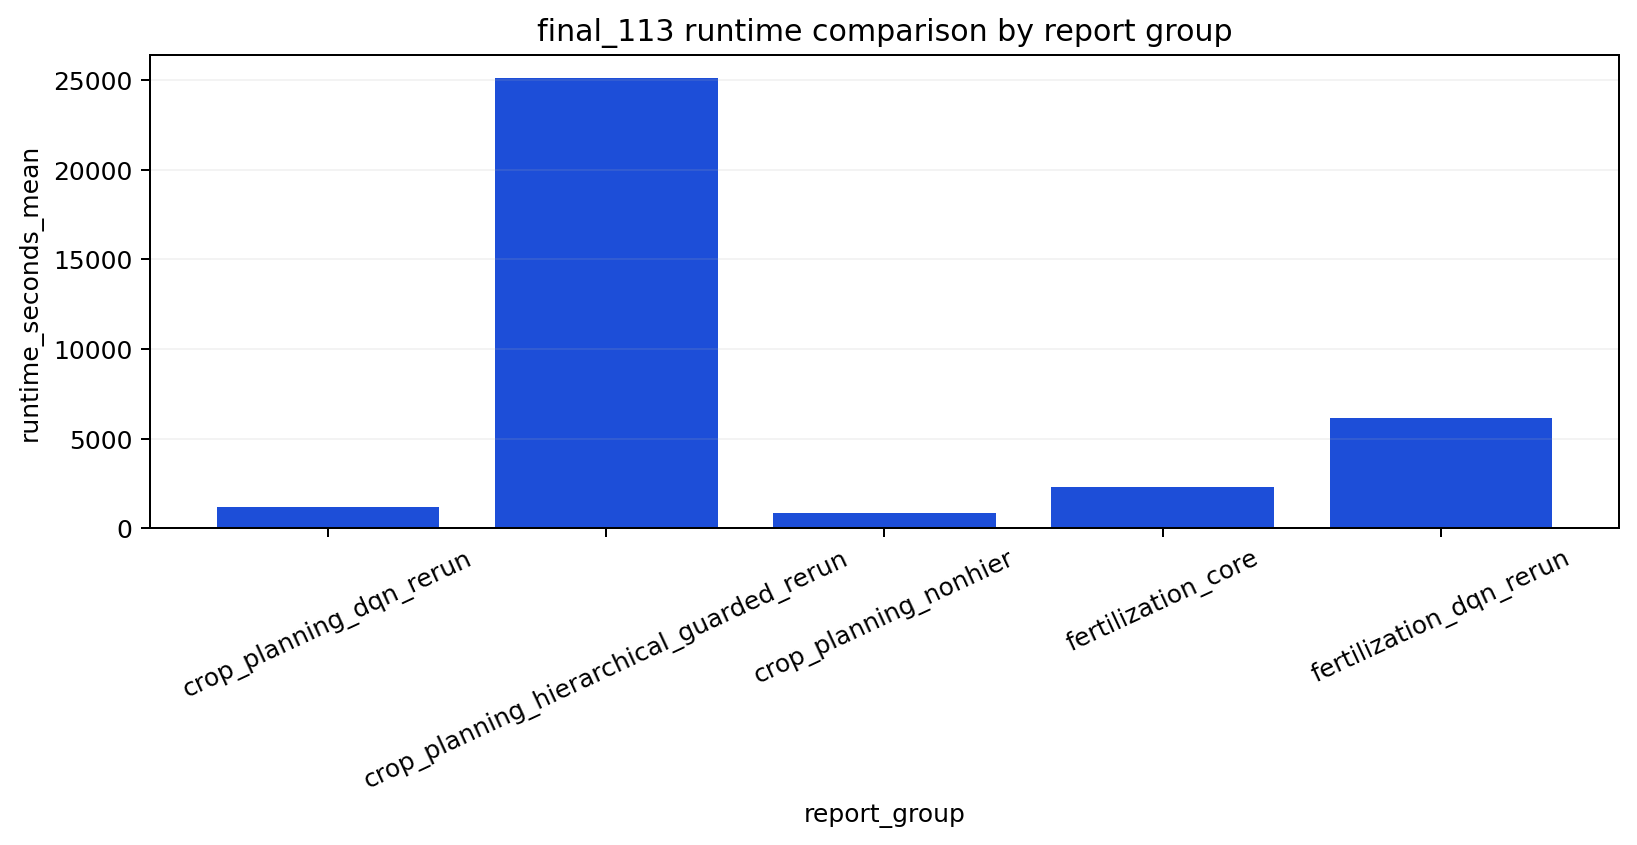 final_113 runtime comparison by report group
runtime_seconds_mean
25000
20000
15000
10000
5000
0
crop_planning_dqn_rerun
crop_planning_hierarchical_guarded_rerun
crop_planning_nonhier
fertilization_core
fertilization_dqn_rerun
report_group